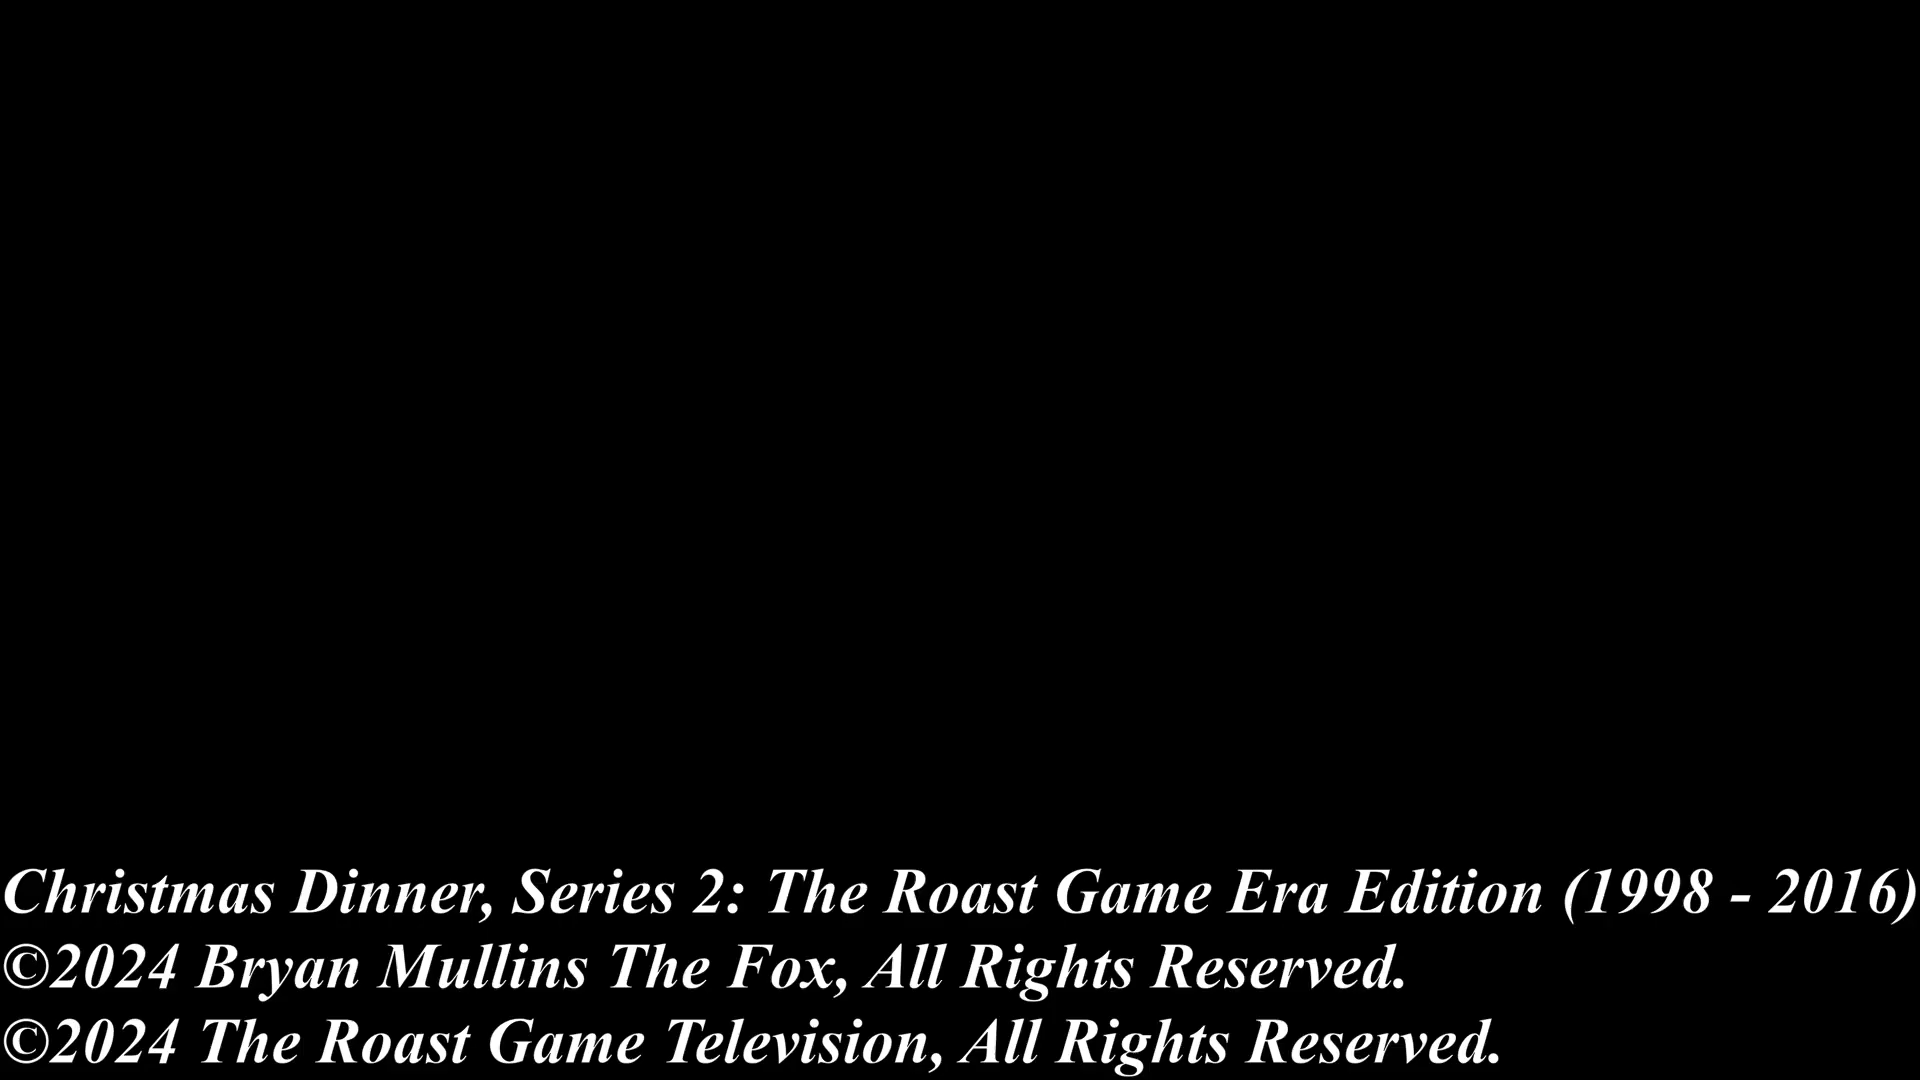 Christmas Dinner, Series 2: The Roast Game Era Edition (1998 - 2016)
©2024 Bryan Mullins The Fox, All Rights Reserved.
©2024 The Roast Game Television, All Rights Reserved.